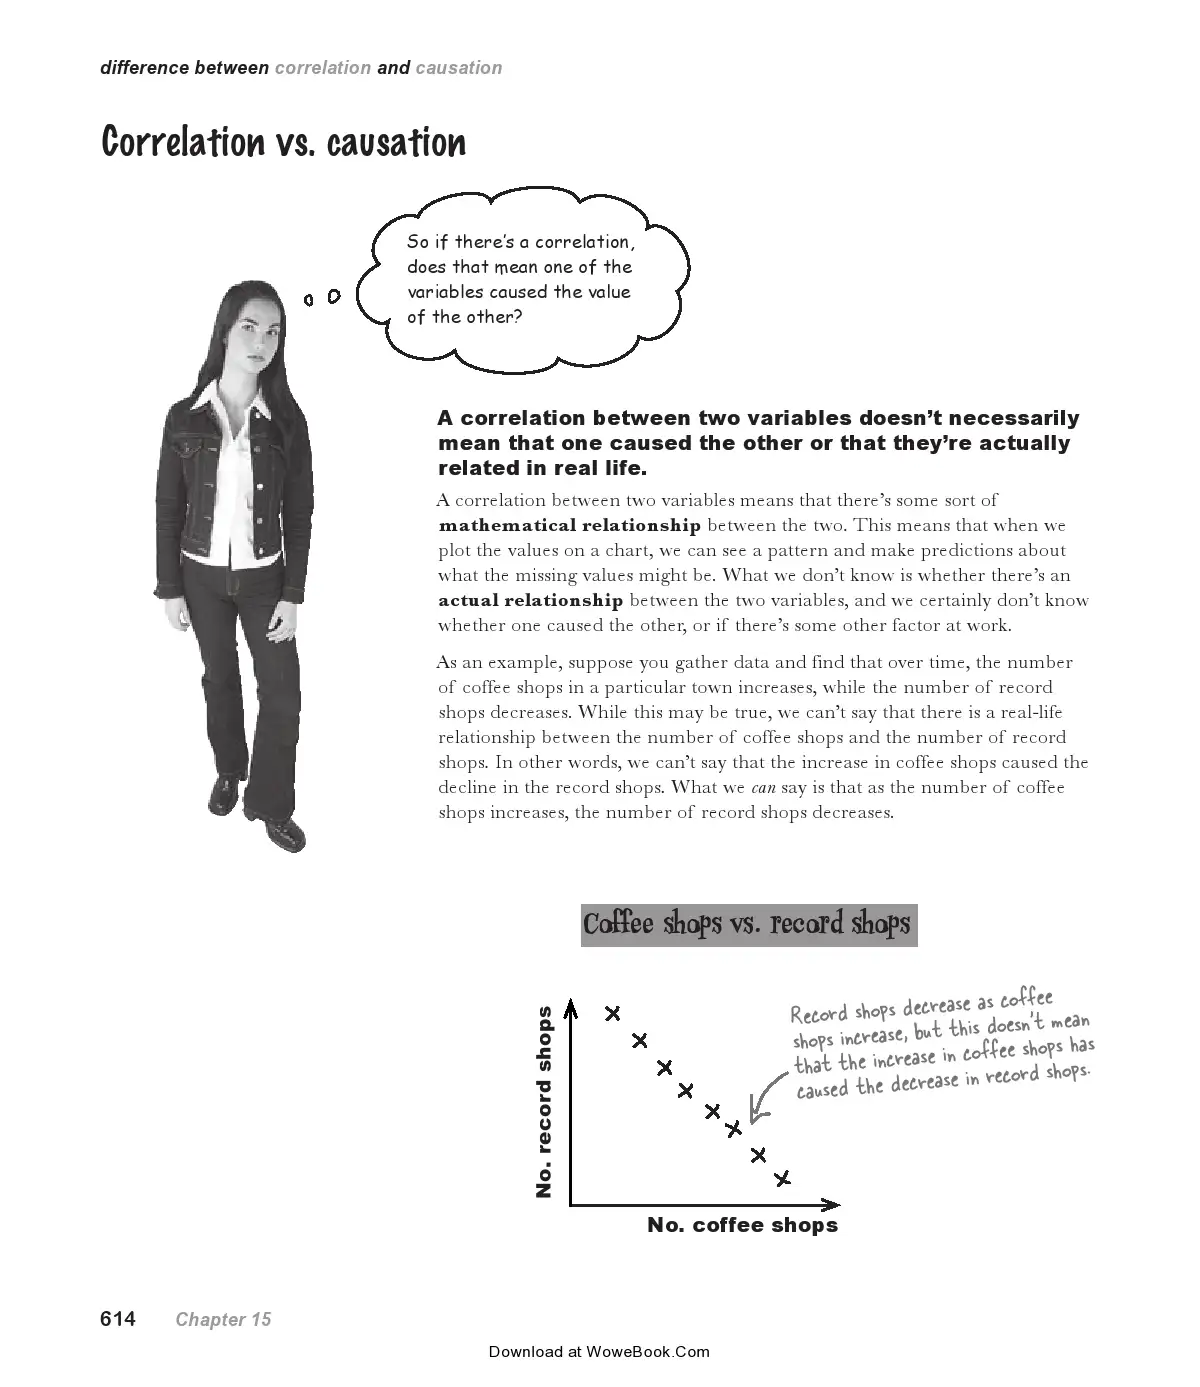 difference between correlation and causation
Correlation vs. causation
So if there's a correlation,
does that mean one of the
variables caused the value
of the other?
A correlation between two variables doesn't necessarily
mean that one caused the other or that they're actually
related in real life.
A correlation between two variables means that there's some sort of
mathematical relationship between the two. This means that when we
plot the values on a chart, we can see a pattern and make predictions about
what the missing values might be. What we don't know is whether there's an
actual relationship between the two variables, and we certainly don't know
whether one caused the other, or if there's some other factor at work.
As an example, suppose you gather data and find that over time, the number
of coffee shops in a particular town increases, while the number of record
shops decreases. While this may be true, we can't say that there is a real-life
relationship between the number of coffee shops and the number of record
shops. In other words, we can't say that the increase in coffee shops caused the
decline in the record shops. What we can say is that as the number of coffee
shops increases, the number of record shops decreases.
Coffee shops vs. record shops
No. record shops
Record shops decrease as coffee
shops increase, but this doesn't mean
that the increase in coffee shops has
caused the decrease in record shops.
No. coffee shops
614 Chapter 15
Download at WoweBook.Com